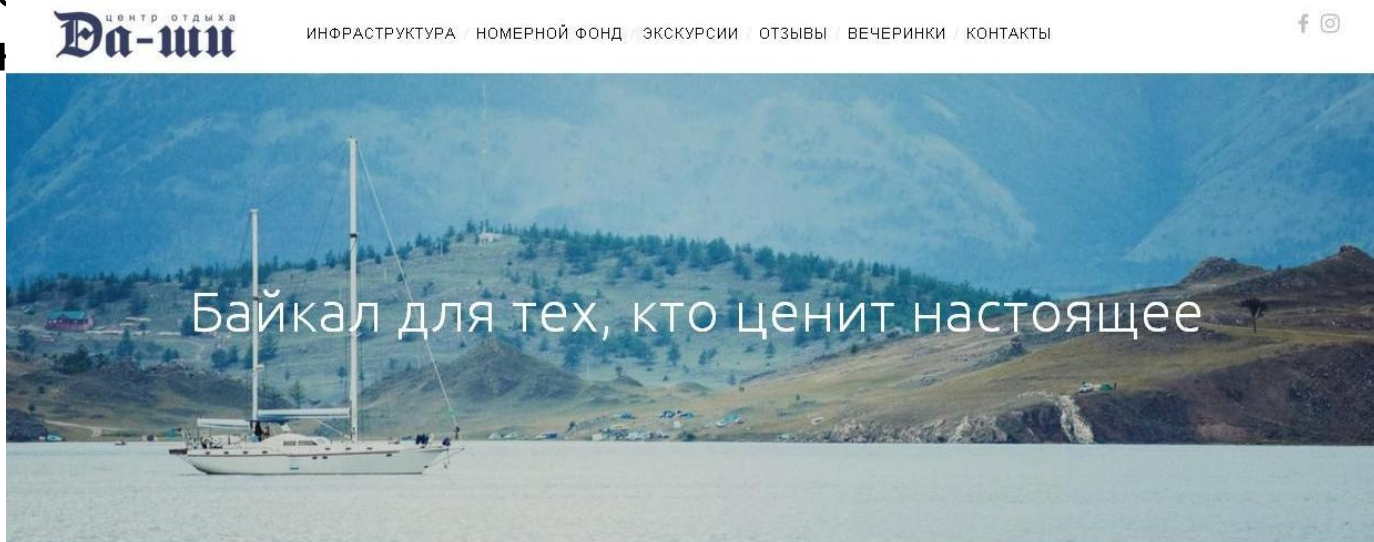 центр отдыха
Да-ши
ИНФРАСТРУКТУРА / НОМЕРНОЙ ФОНД / ЭКСКУРСИИ / ОТЗЫВЫ / ВЕЧЕРИНКИ / КОНТАКТЫ
Байкал для тех, кто ценит настоящее